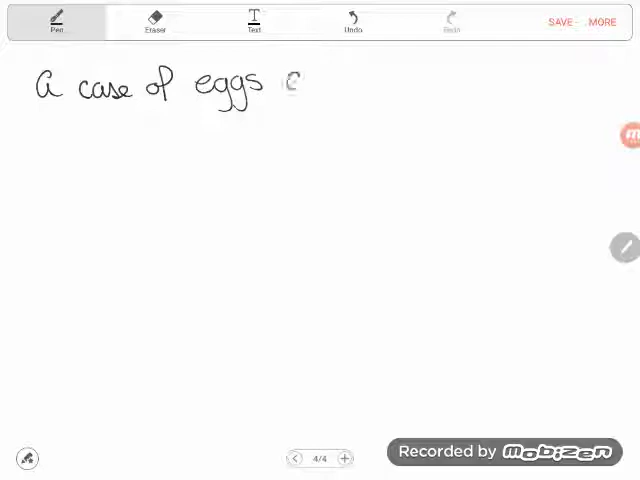 Pen
Eraser
Text
Undo
Redo
SAVE
MORE
a case of eggs c
4/4
Recorded by mobizen